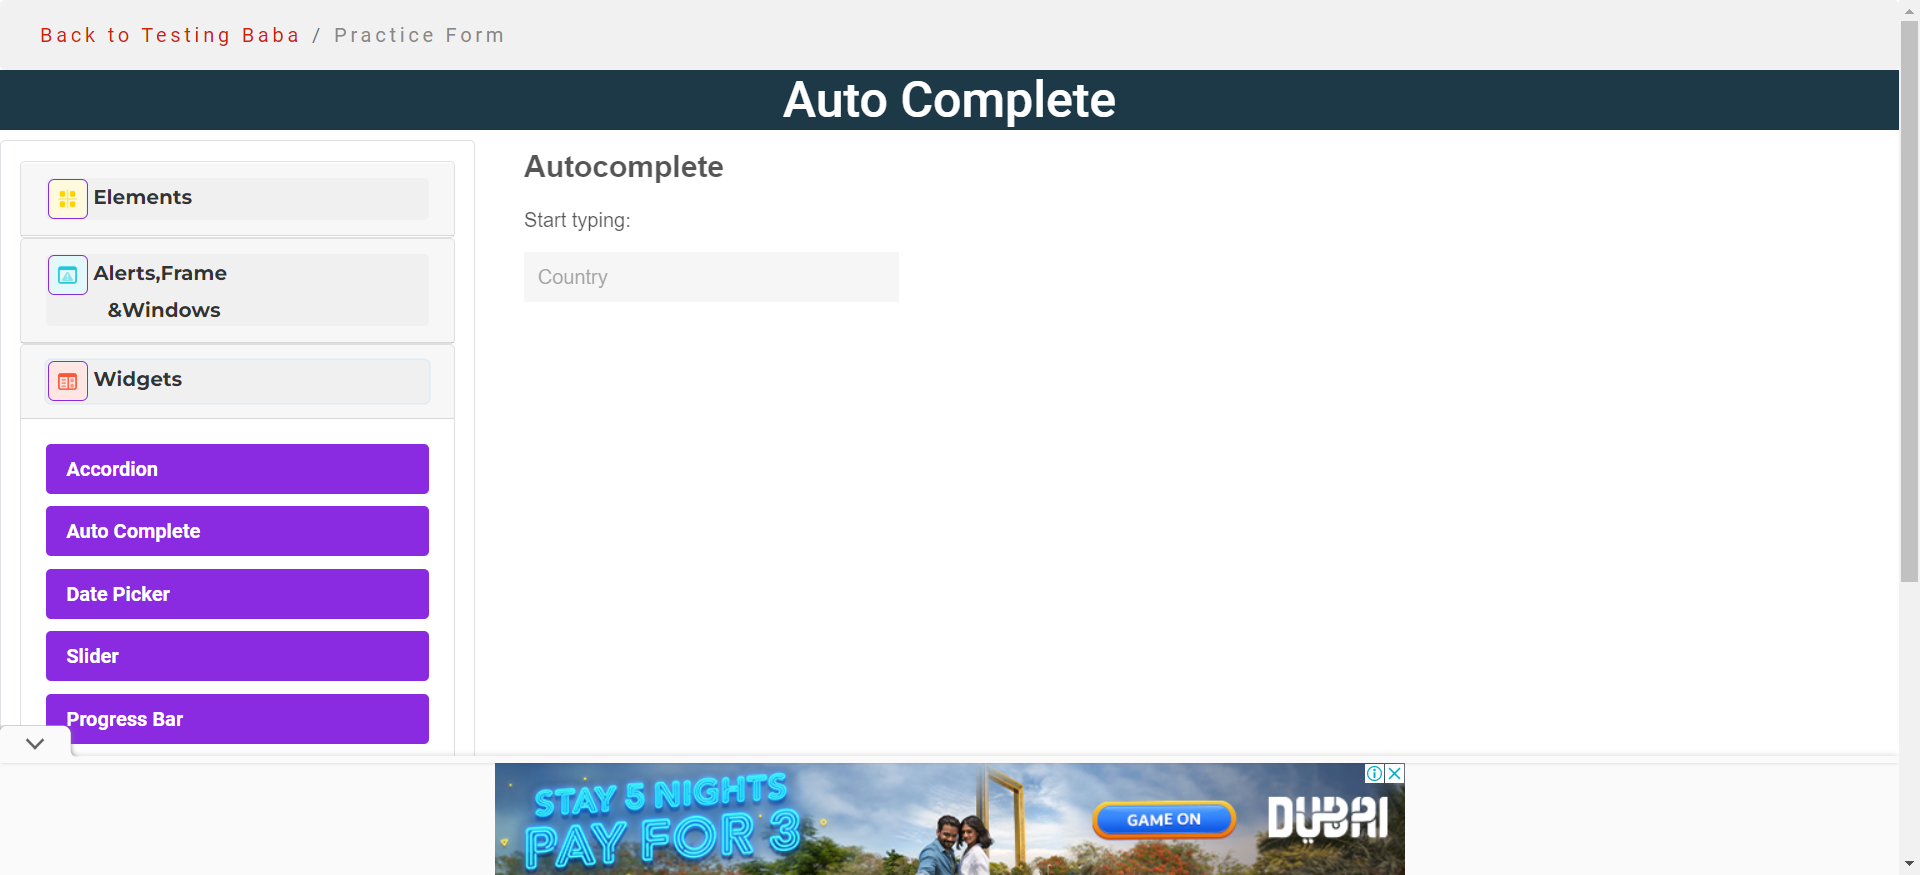 Back to Testing Baba / Practice Form
Auto Complete
Elements
Alerts,Frame
&Windows
Widgets
Accordion
Auto Complete
Date Picker
Slider
Progress Bar
Autocomplete
Start typing:
Country
STAY 5 NIGHTS
PAY FOR 3
GAME ON
DUBAI